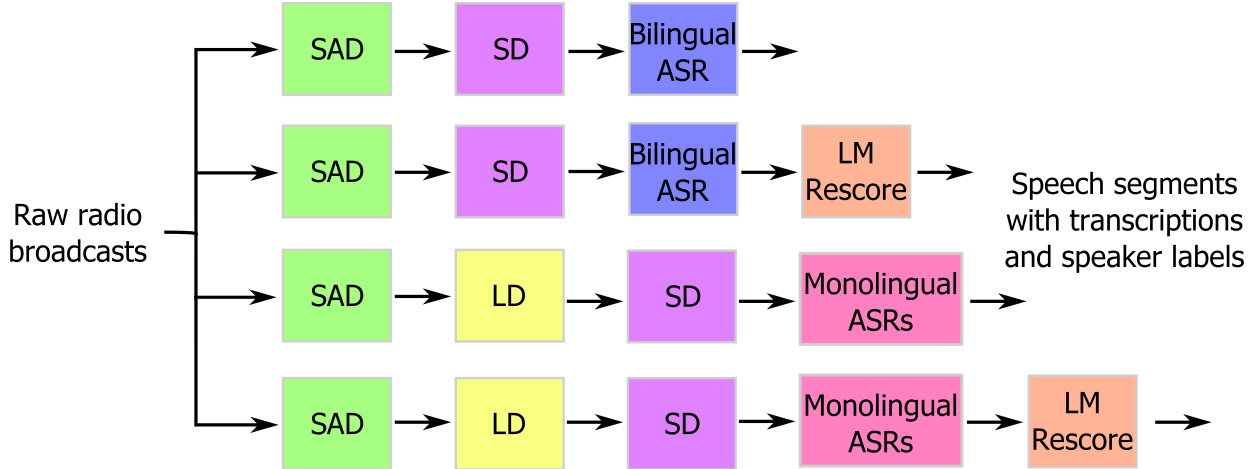 Raw radio
broadcasts
SAD
SD
Bilingual
ASR
SAD
SD
Bilingual
ASR
LM
Rescore
SAD
LD
SD
Monolingual
ASRs
SAD
LD
SD
Monolingual
ASRs
LM
Rescore
Speech segments
with transcriptions
and speaker labels